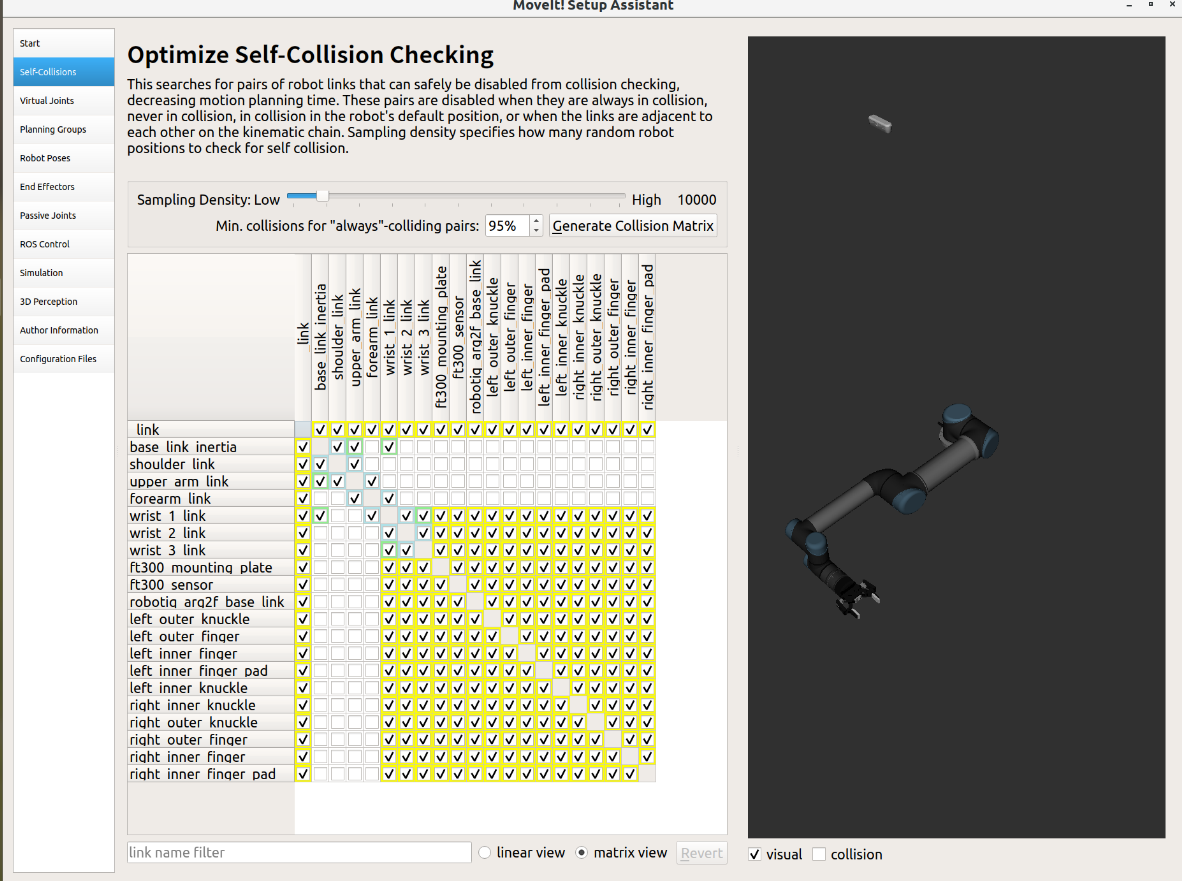 MoveIt! Setup Assistant
Start
Self-Collisions
Virtual Joints
Planning Groups
Robot Poses
End Effectors
Passive Joints
ROS Control
Simulation
3D Perception
Author Information
Configuration Files
Optimize Self-Collision Checking
This searches for pairs of robot links that can safely be disabled from collision checking,
decreasing motion planning time. These pairs are disabled when they are always in collision,
never in collision, in collision in the robot's default position, or when the links are adjacent to
each other on the kinematic chain. Sampling density specifies how many random robot
positions to check for self collision.
Sampling Density: Low
High 10000
Min. collisions for "always"-colliding pairs: 95% Generate Collision Matrix
link
base_link_inertia
shoulder_link
upper_arm_link
forearm_link
wrist_1_link
wrist_2_link
wrist_3_link
ft300_mounting_plate
ft300_sensor
robotiq_arg2f_base_link
left_outer_knuckle
left_outer_finger
left_inner_finger
left_inner_finger_pad
left_inner_knuckle
right_inner_knuckle
right_outer_knuckle
right_outer_finger
right_inner_finger
right_inner_finger_pad
link
base_link_inertia
shoulder_link
upper_arm_link
forearm_link
wrist_1_link
wrist_2_link
wrist_3_link
ft300_mounting_plate
ft300_sensor
robotiq_arg2f_base_link
left_outer_knuckle
left_outer_finger
left_inner_finger
left_inner_finger_pad
left_inner_knuckle
right_inner_knuckle
right_outer_knuckle
right_outer_finger
right_inner_finger
right_inner_finger_pad
link name filter
linear view
matrix view
Revert
visual
collision